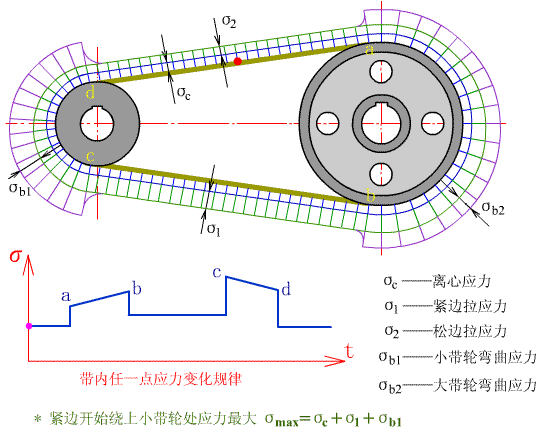 σ2
a
d
σc
c
b
σb1
σ1
σb2
σ
a
b
c
d
t
带内任一点应力变化规律
σc ——离心应力
σ1 ——紧边拉应力
σ2 ——松边拉应力
σb1 ——小带轮弯曲应力
σb2 ——大带轮弯曲应力
* 紧边开始绕上小带轮处应力最大 σmax=σc+σ1+σb1